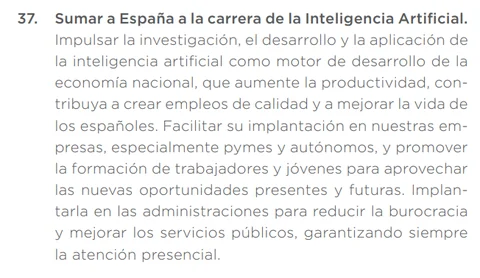 37. Sumar a España a la carrera de la Inteligencia Artificial.
Impulsar la investigación, el desarrollo y la aplicación de
la inteligencia artificial como motor de desarrollo de la
economía nacional, que aumente la productividad, con-
tribuya a crear empleos de calidad y a mejorar la vida de
los españoles. Facilitar su implantación en nuestras em-
presas, especialmente pymes y autónomos, y promover
la formación de trabajadores y jóvenes para aprovechar
las nuevas oportunidades presentes y futuras. Implan-
tarla en las administraciones para reducir la burocracia
y mejorar los servicios públicos, garantizando siempre
la atención presencial.